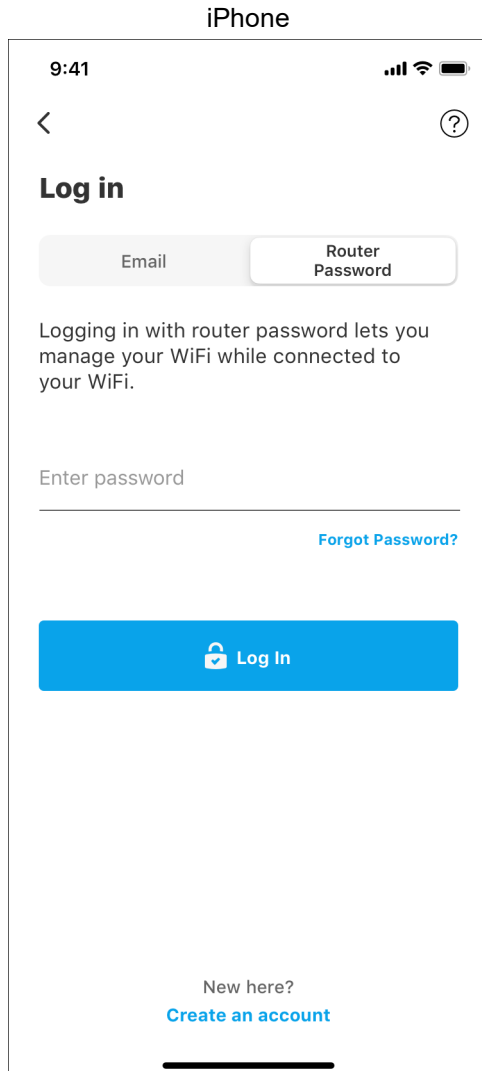 iPhone
9:41
Log in
Email
Router
Password
Logging in with router password lets you
manage your WiFi while connected to
your WiFi.
Enter password
Forgot Password?
Log In
New here?
Create an account